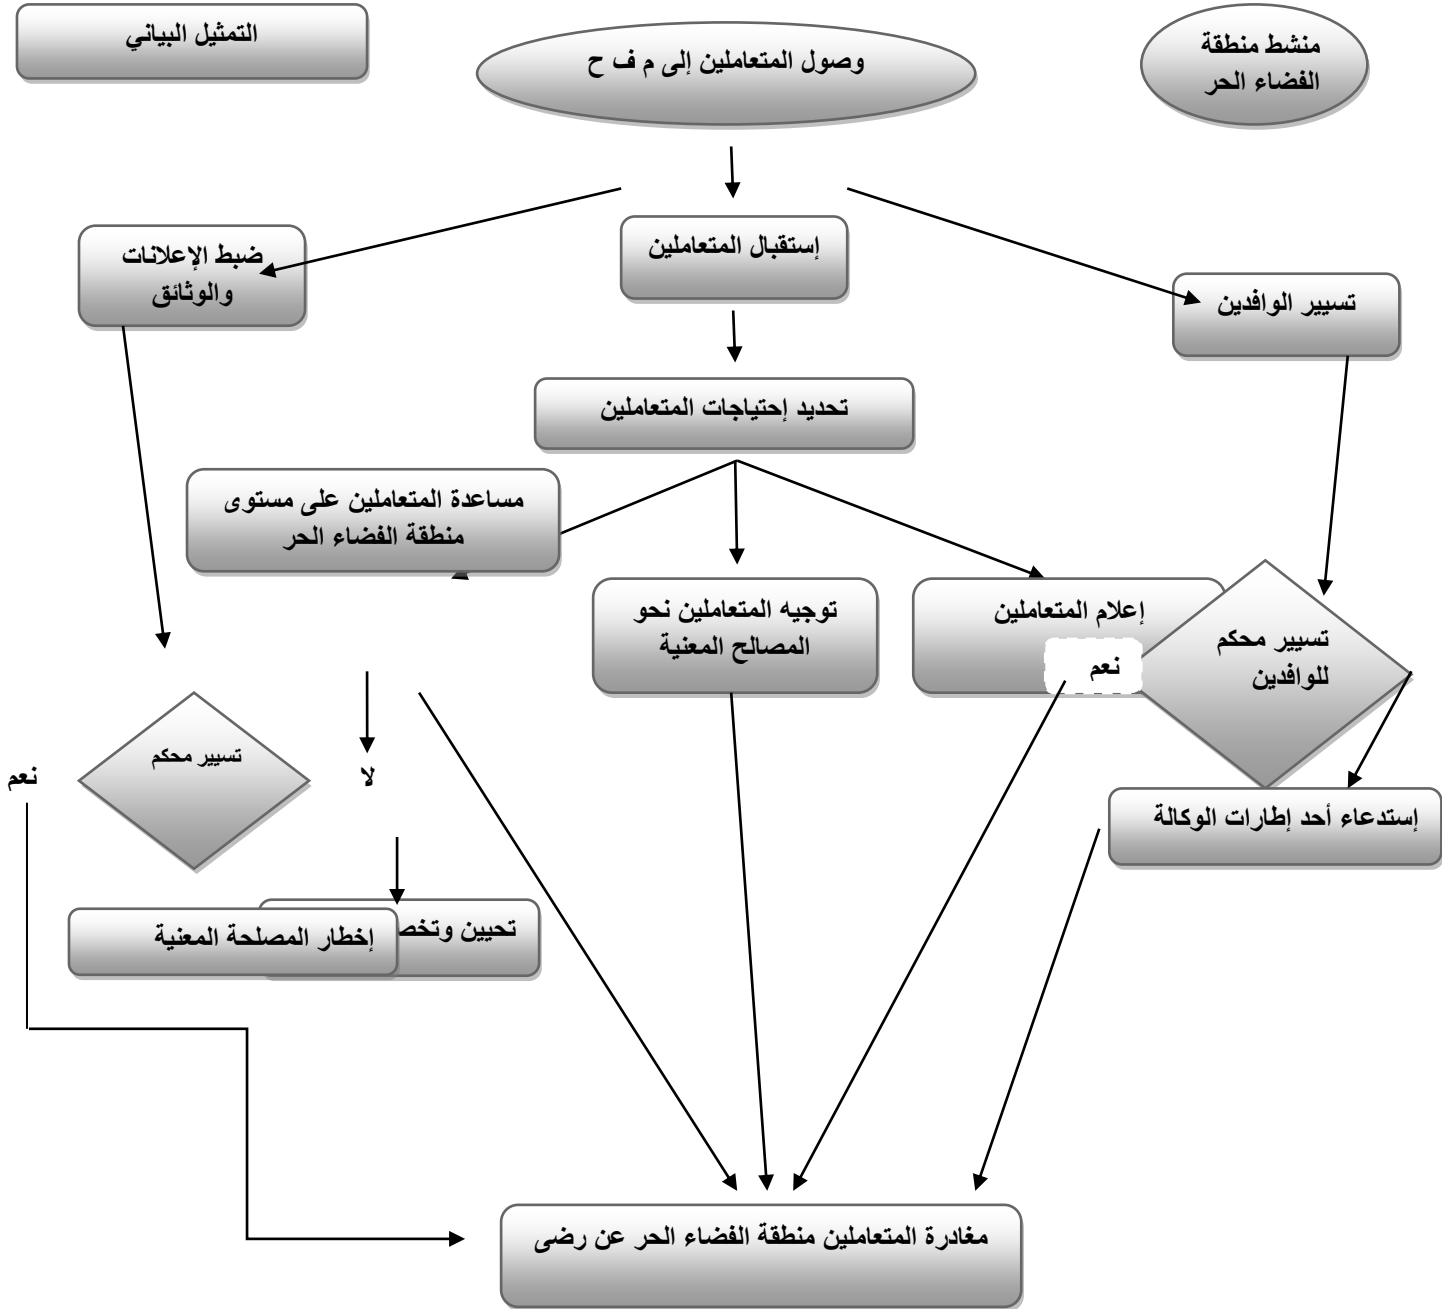 منشط منطقة
الفضاء الحر
وصول المتعاملين إلى م ف ح
التمثيل البياني
تسيير الوافدين
إستقبال المتعاملين
ضبط الإعلانات
والوثائق
تحديد إحتياجات المتعاملين
مساعدة المتعاملين على مستوى
منطقة الفضاء الحر
تسيير محكم
للوافدين
إعلام المتعاملين
نعم
توجيه المتعاملين نحو
المصالح المعنية
لا
تسيير محكم
نعم
إستدعاء أحد إطارات الوكالة
تحيين
إخطار المصلحة المعنية
مغادرة المتعاملين منطقة الفضاء الحر عن رضى